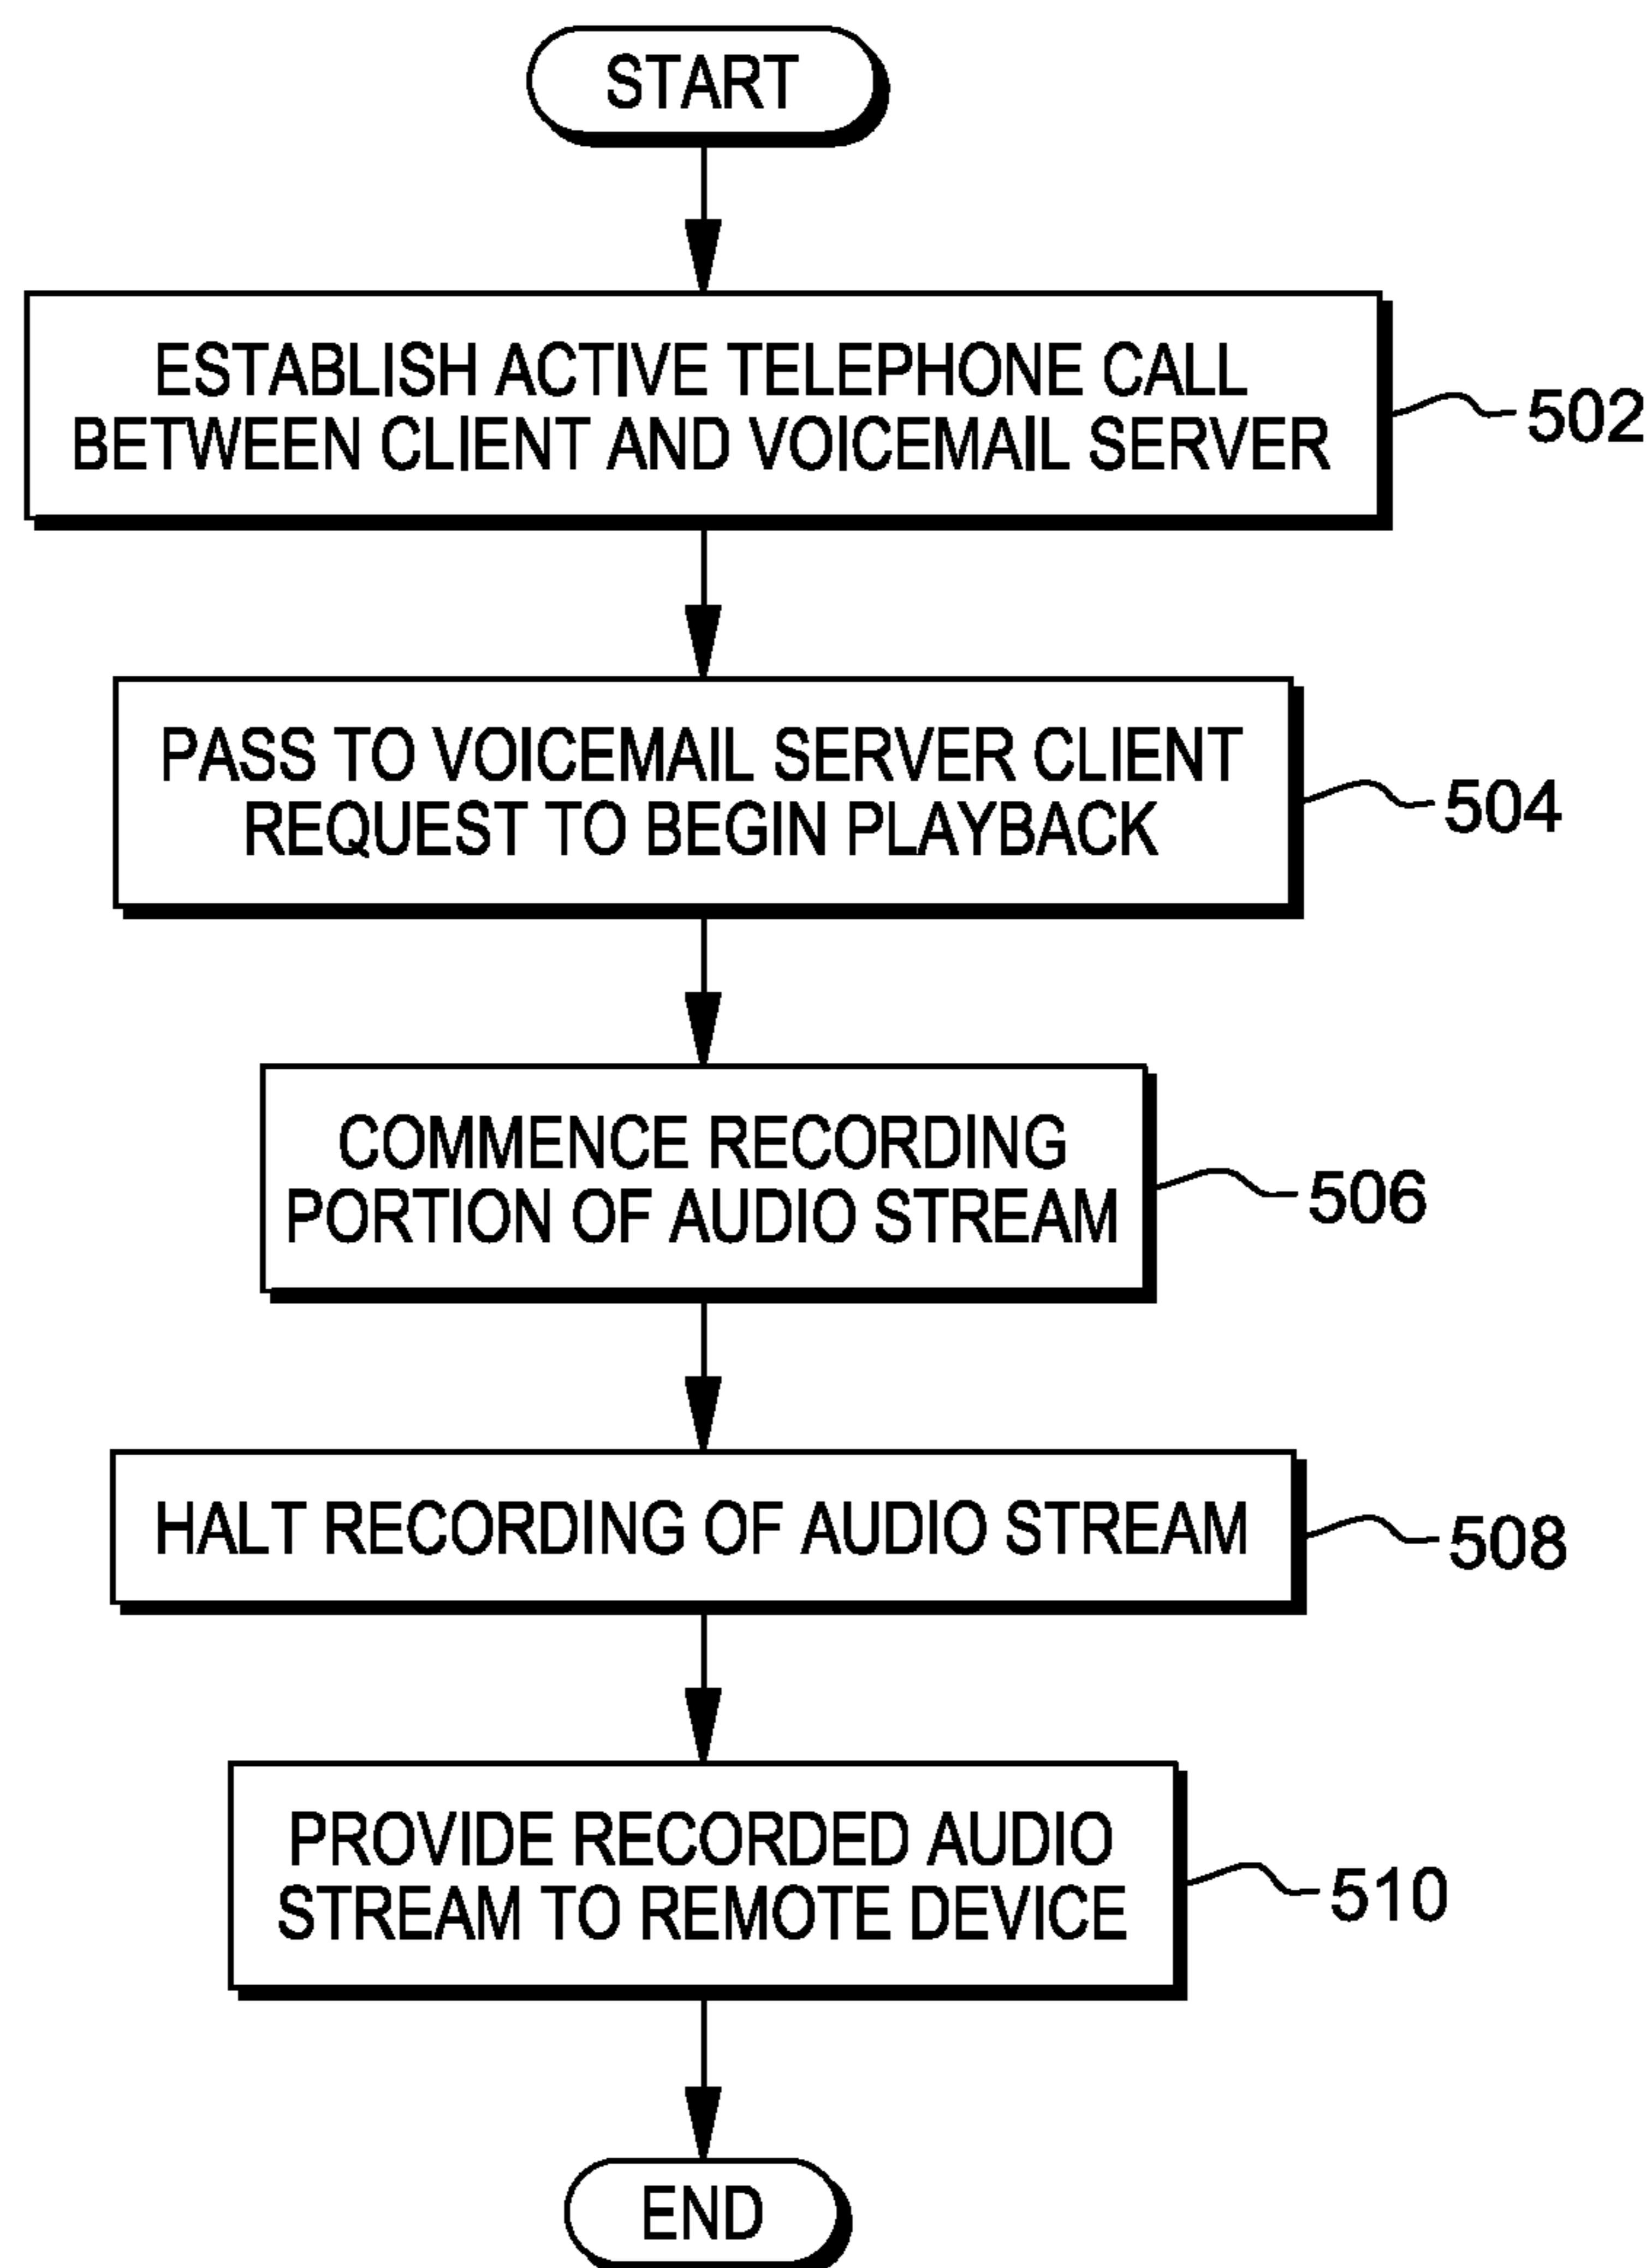 START
ESTABLISH ACTIVE TELEPHONE CALL
BETWEEN CLIENT AND VOICEMAIL SERVER
502
PASS TO VOICEMAIL SERVER CLIENT
REQUEST TO BEGIN PLAYBACK
504
COMMENCE RECORDING
PORTION OF AUDIO STREAM
506
HALT RECORDING OF AUDIO STREAM
508
PROVIDE RECORDED AUDIO
STREAM TO REMOTE DEVICE
510
END